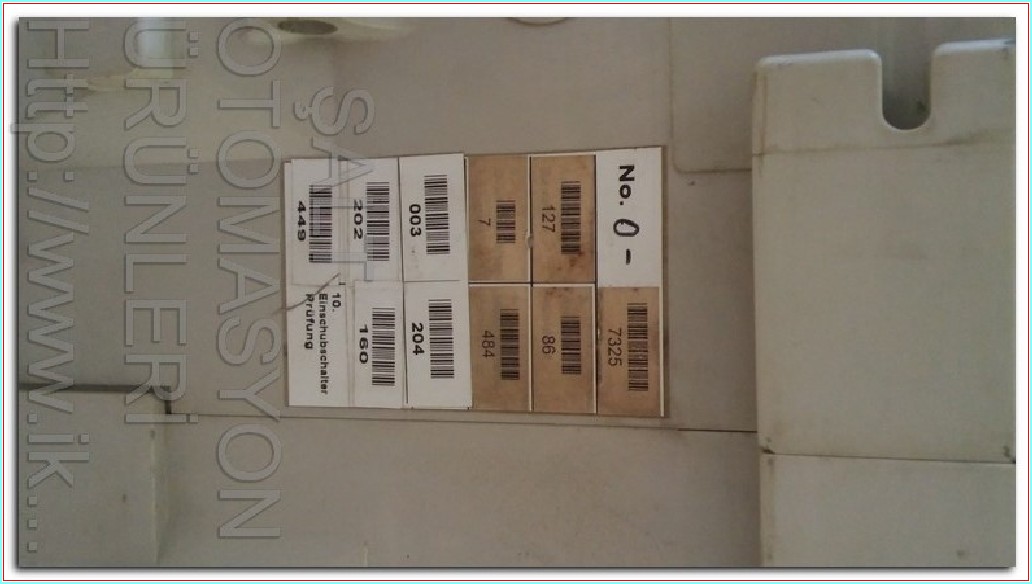 No. 0-
7325
127
86
7
484
003
204
202
160
449
10.
Einschubschalter
Prüfung
ŞALT
OTOMASYON
ÜRÜNLERİ
Http://www.ik...